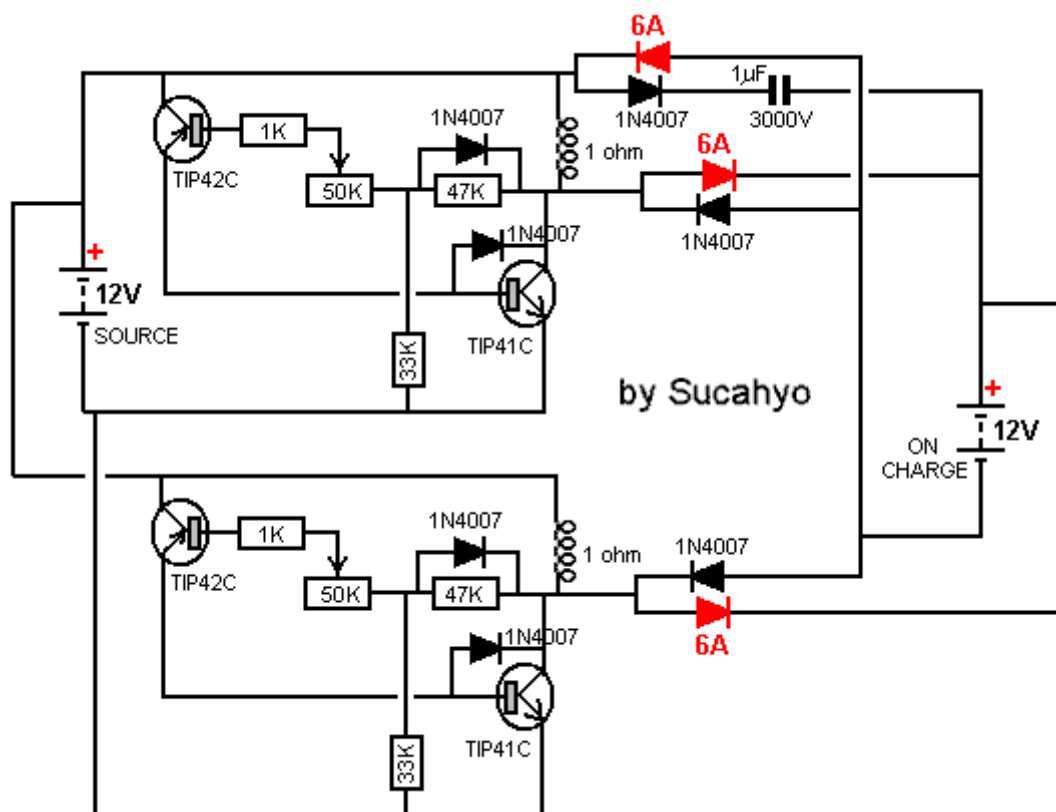 6A
1µF
1N4007
3000V
1N4007
1K
1 ohm
6A
TIP42C
50K
47K
1N4007
1N4007
+
12V
SOURCE
TIP41C
33K
by Sucahyo
+
12V
ON
CHARGE
1N4007
1K
1 ohm
1N4007
TIP42C
50K
47K
6A
1N4007
TIP41C
33K